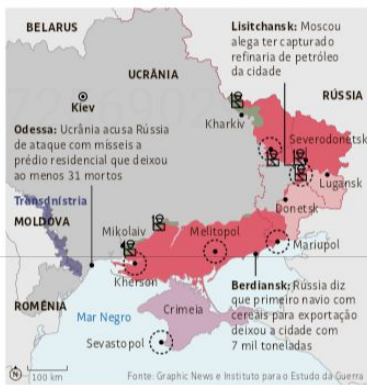 BELARUS
Lisitchansk: Moscou
alega ter capturado
refinaria de petróleo
da cidade
UCRÂNIA
RÚSSIA
Kiev
Kharkiv
Odessa: Ucrânia acusa Rússia
de ataque com mísseis a
prédio residencial que deixou
ao menos 31 mortos
Severodonetsk
Lugansk
Transdnístria
MOLDOVA
Donetsk
Mikolaiv
Melitopol
Mariupol
Kherson
ROMÊNIA
Mar Negro
Crimeia
Berdiansk: Rússia diz
que primeiro navio com
cereais para exportação
deixou a cidade com
7 mil toneladas
Sevastopol
N
100 km
Fonte: Graphic News e Instituto para o Estudo da Guerra